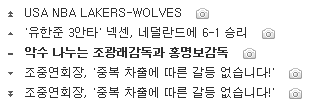 USA NBA LAKERS-WOLVES
'유한준 3안타' 넥센, 네덜란드에 6-1 승리
악수 나누는 조광래감독과 홍명보감독
조중연회장, '중복 차출에 따른 갈등 없습니다!'
조중연회장, '중복 차출에 따른 갈등 없습니다!'